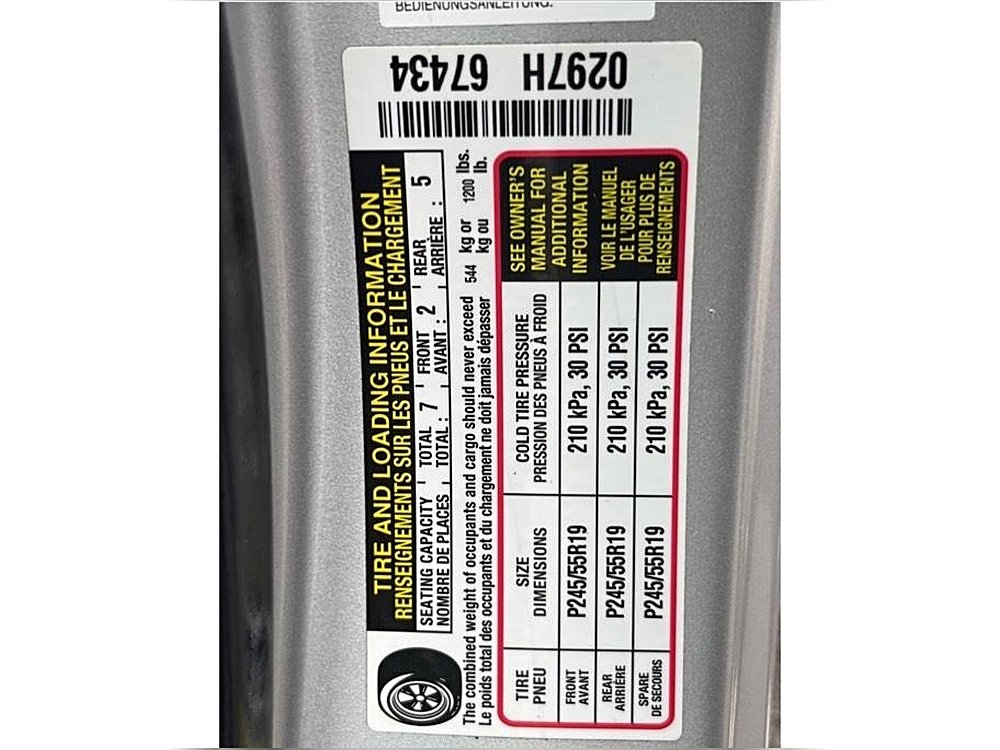 BEDIENUNGSANLEITUNG.
0297H 67434
TIRE AND LOADING INFORMATION
RENSEIGNEMENTS SUR LES PNEUS ET LE CHARGEMENT
SEATING CAPACITY TOTAL 7 FRONT 2 REAR 5
NOMBRE DE PLACES TOTAL : AVANT : ARRIÈRE :
The combined weight of occupants and cargo should never exceed 544 kg or 1200 lbs.
Le poids total des occupants et du chargement ne doit jamais dépasser kg ou lb.
TIRE SIZE COLD TIRE PRESSURE
PNEU DIMENSIONS PRESSION DES PNEUS À FROID
FRONT
AVANT P245/55R19 210 kPa, 30 PSI
REAR
ARRIÈRE P245/55R19 210 kPa, 30 PSI
SPARE
DE SECOURS P245/55R19 210 kPa, 30 PSI
SEE OWNER'S
MANUAL FOR
ADDITIONAL
INFORMATION
VOIR LE MANUEL
DE L'USAGER
POUR PLUS DE
RENSEIGNEMENTS